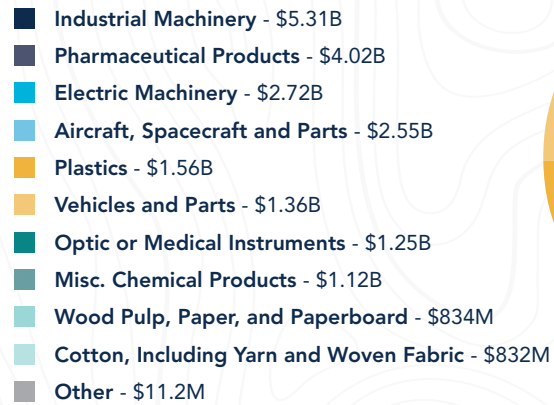 Industrial Machinery - $5.31B
Pharmaceutical Products - $4.02B
Electric Machinery - $2.72B
Aircraft, Spacecraft and Parts - $2.55B
Plastics - $1.56B
Vehicles and Parts - $1.36B
Optic or Medical Instruments - $1.25B
Misc. Chemical Products - $1.12B
Wood Pulp, Paper, and Paperboard - $834M
Cotton, Including Yarn and Woven Fabric - $832M
Other - $11.2M